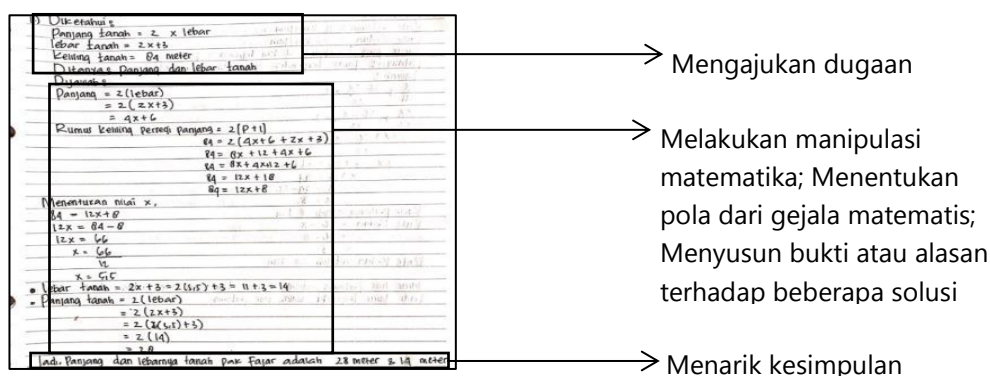 1) Diketahui :
Panjang tanah = 2 x lebar
lebar tanah = 2x+3
Keliling tanah = 84 meter
Ditanya : Panjang dan lebar tanah
Dijawab :
Panjang = 2(lebar)
= 2(2x+3)
= 4x+6
Rumus keliling persegi panjang = 2[P+l]
84 = 2(4x+6+2x+3)
84 = 8x+12+4x+6
84 = 8x+4x+12+6
84 = 12x+18
84 = 12x+8
Menentukan nilai x.
84 = 12x+8
12x = 84-8
12x = 66
x = 66
12
x = 5,5
• Lebar tanah = 2x+3 = 2(5,5)+3 = 11+3 = 14
- Panjang tanah = 2(lebar)
= 2(2x+3)
= 2(2(5,5)+3)
= 2(14)
= 28
Jadi, Panjang dan lebarnya tanah pak Fajar adalah 28 meter & 14 meter
Mengajukan dugaan
Melakukan manipulasi
matematika; Menentukan
pola dari gejala matematis;
Menyusun bukti atau alasan
terhadap beberapa solusi
Menarik kesimpulan